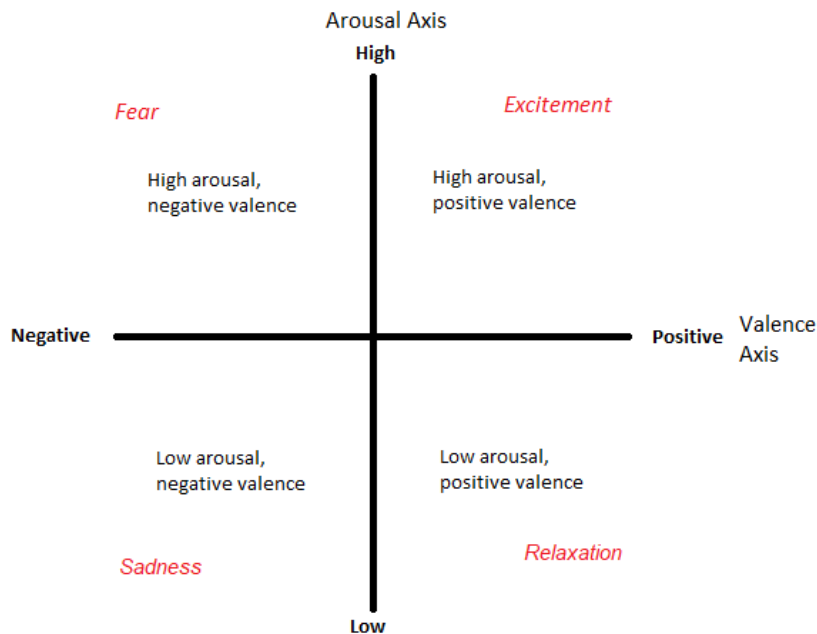 Arousal Axis
High
Fear
Excitement
High arousal,
negative valence
High arousal,
positive valence
Negative
Positive
Valence
Axis
Low arousal,
negative valence
Low arousal,
positive valence
Sadness
Relaxation
Low